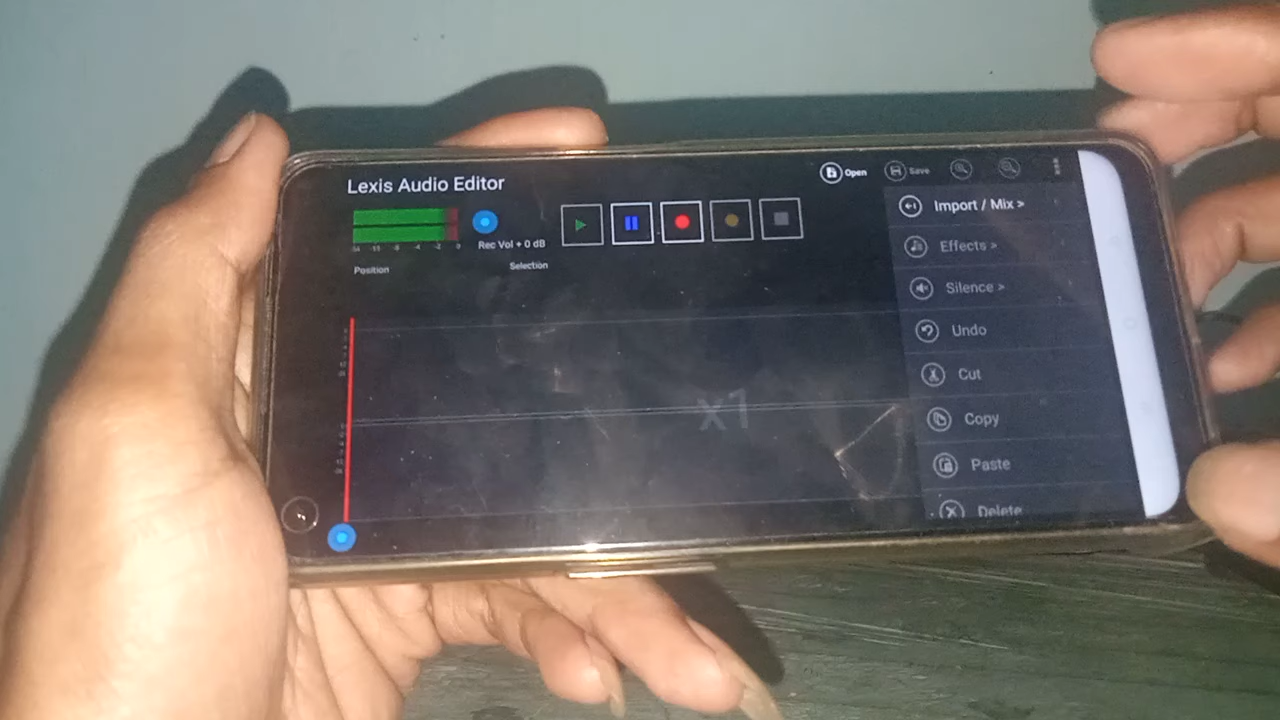 Lexis Audio Editor
Open
Save
Rec Vol + 0 dB
Position
Selection
x1
Import / Mix >
Effects >
Silence >
Undo
Cut
Copy
Paste
Delete